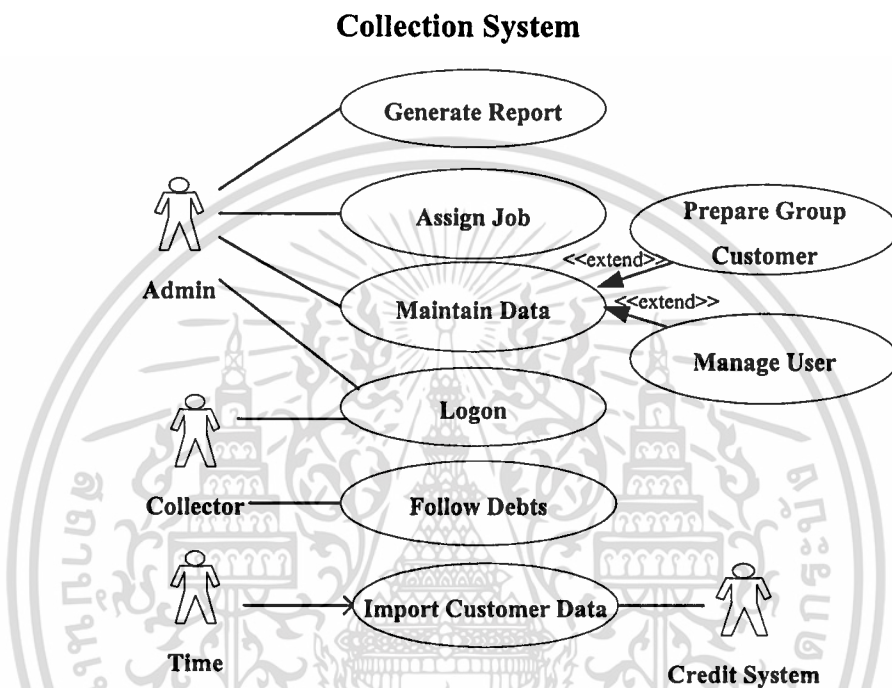 Collection System
Generate Report
Assign Job
Prepare Group
Customer
<<extend>>
Admin
Maintain Data
<<extend>>
Manage User
Logon
Collector
Follow Debts
Import Customer Data
Time
Credit System